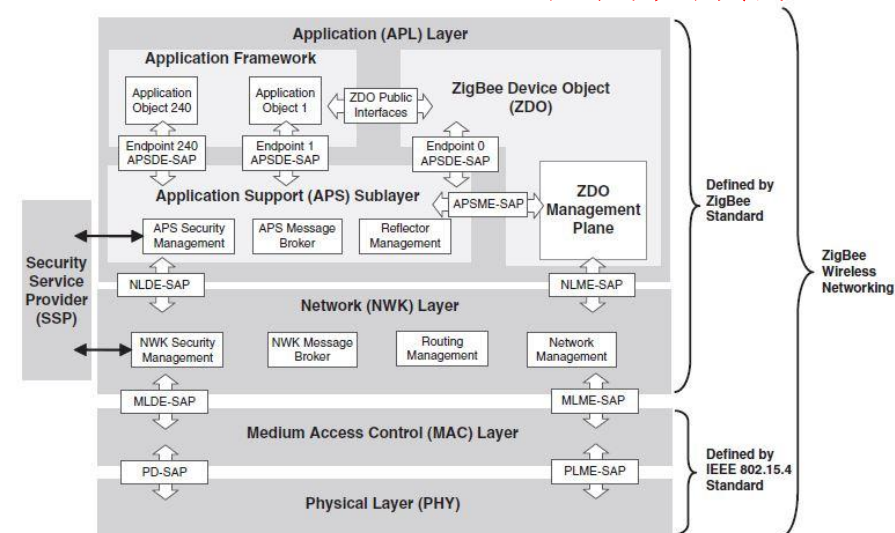 Application (APL) Layer
Application Framework
Application
Object 240
Application
Object 1
ZDO Public
Interfaces
ZigBee Device Object
(ZDO)
Endpoint 240
APSDE-SAP
Endpoint 1
APSDE-SAP
Endpoint 0
APSDE-SAP
Application Support (APS) Sublayer
APSME-SAP
ZDO
Management
Plane
APS Security
Management
APS Message
Broker
Reflector
Management
Security
Service
Provider
(SSP)
NLDE-SAP
NLME-SAP
Network (NWK) Layer
NWK Security
Management
NWK Message
Broker
Routing
Management
Network
Management
MLDE-SAP
MLME-SAP
Medium Access Control (MAC) Layer
PD-SAP
PLME-SAP
Physical Layer (PHY)
Defined by
ZigBee
Standard
ZigBee
Wireless
Networking
Defined by
IEEE 802.15.4
Standard